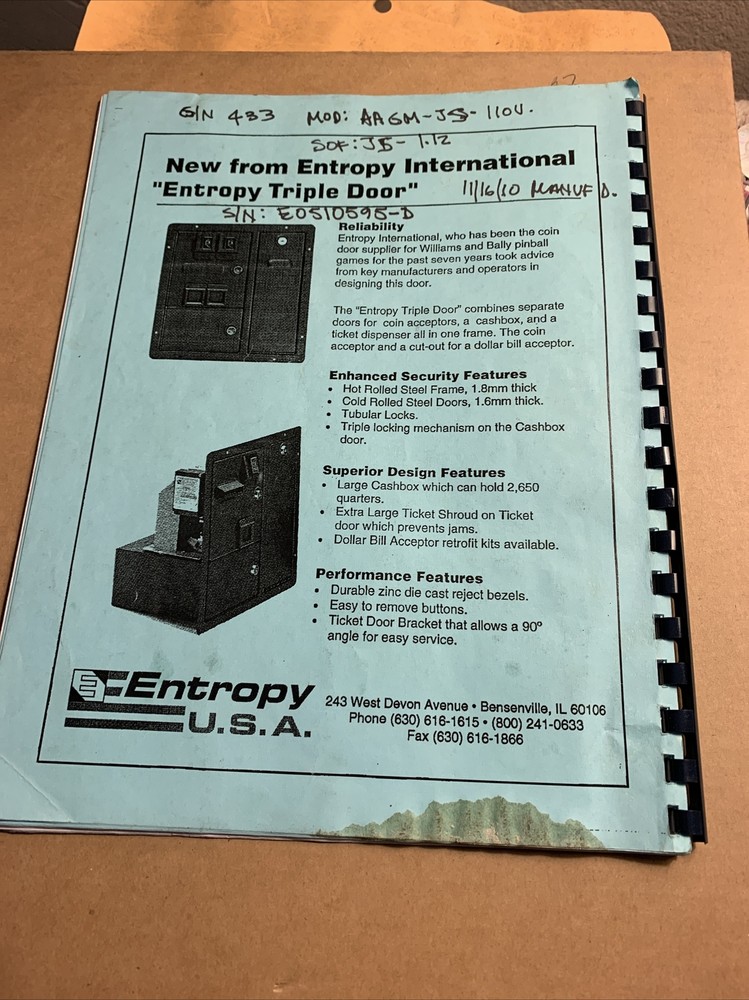 G/N 433 MOD: AAGM-JS-110V.
SOF: JS- 1.12
New from Entropy International
"Entropy Triple Door" 11/16/10 MANUF D.
S/N: E0510595-D
Reliability
Entropy International, who has been the coin
door supplier for Williams and Bally pinball
games for the past seven years took advice
from key manufacturers and operators in
designing this door.
The "Entropy Triple Door" combines separate
doors for coin acceptors, a cashbox, and a
ticket dispenser all in one frame. The coin
acceptor and a cut-out for a dollar bill acceptor.
Enhanced Security Features
• Hot Rolled Steel Frame, 1.8mm thick
• Cold Rolled Steel Doors, 1.6mm thick.
• Tubular Locks.
• Triple locking mechanism on the Cashbox
door.
Superior Design Features
• Large Cashbox which can hold 2,650
quarters.
• Extra Large Ticket Shroud on Ticket
door which prevents jams.
• Dollar Bill Acceptor retrofit kits available.
Performance Features
• Durable zinc die cast reject bezels.
• Easy to remove buttons.
• Ticket Door Bracket that allows a 90º
angle for easy service.
Entropy
U.S.A.
243 West Devon Avenue • Bensenville, IL 60106
Phone (630) 616-1615 • (800) 241-0633
Fax (630) 616-1866